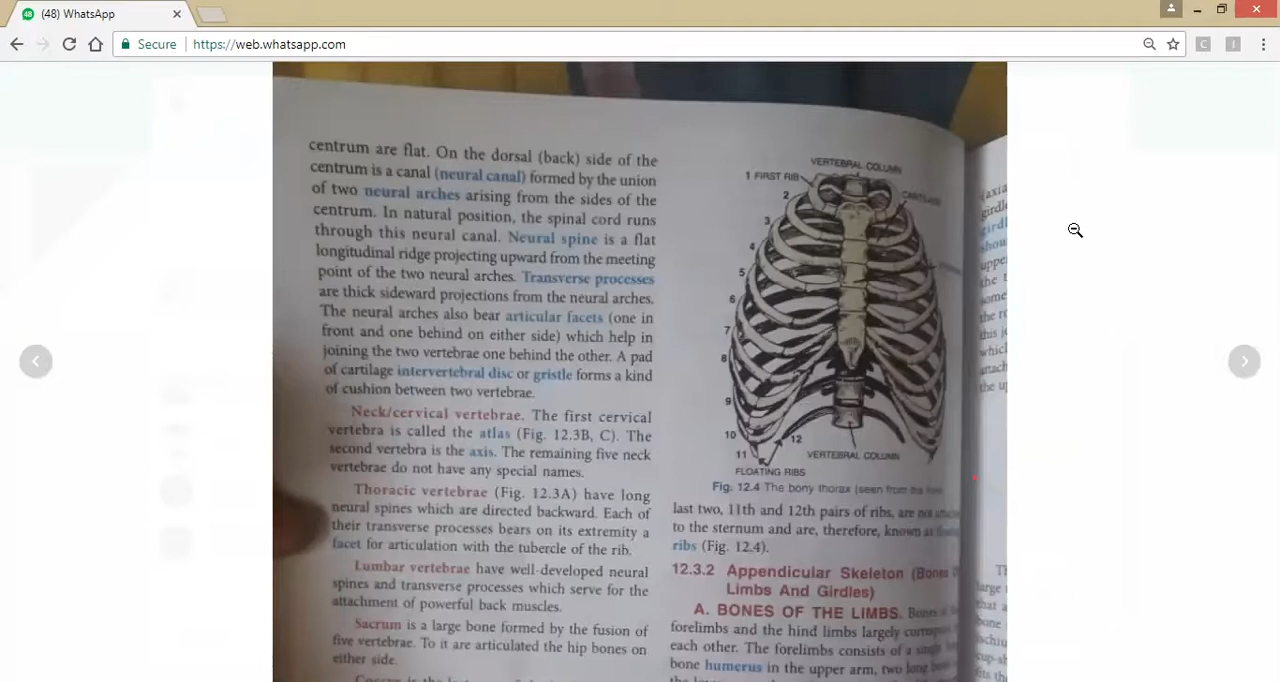 (48) WhatsApp
Secure
https://web.whatsapp.com
centrum are flat. On the dorsal (back) side of the
centrum is a canal (neural canal) formed by the union
of two neural arches arising from the sides of the
centrum. In natural position, the spinal cord runs
through this neural canal. Neural spine is a flat
longitudinal ridge projecting upward from the meeting
point of the two neural arches. Transverse processes
are thick sideward projections from the neural arches.
The neural arches also bear articular facets (one in
front and one behind on either side) which help in
joining the two vertebrae one behind the other. A pad
of cartilage intervertebral disc or gristle forms a kind
of cushion between two vertebrae.
Neck/cervical vertebrae. The first cervical
vertebra is called the atlas (Fig. 12.3B, C). The
second vertebra is the axis. The remaining five neck
vertebrae do not have any special names.
Thoracic vertebrae (Fig. 12.3A) have long
neural spines which are directed backward. Each of
their transverse processes bears on its extremity a
facet for articulation with the tubercle of the rib.
Lumbar vertebrae have well-developed neural
spines and transverse processes which serve for the
attachment of powerful back muscles.
Sacrum is a large bone formed by the fusion of
five vertebrae. To it are articulated the hip bones on
either side.
VERTEBRAL COLUMN
1 FIRST RIB
CARTILAGE
2
3
4
5
6
7
8
9
10
11
12
VERTEBRAL COLUMN
FLOATING RIBS
Fig. 12.4 The bony thorax (seen from the
last two, 11th and 12th pairs of ribs, are not
to the sternum and are, therefore, known as
ribs (Fig. 12.4).
12.3.2 Appendicular Skeleton (Bones
Limbs And Girdles)
A. BONES OF THE LIMBS. Bones
forelimbs and the hind limbs largely
each other. The forelimbs consists of a
bone humerus in the upper arm, two long